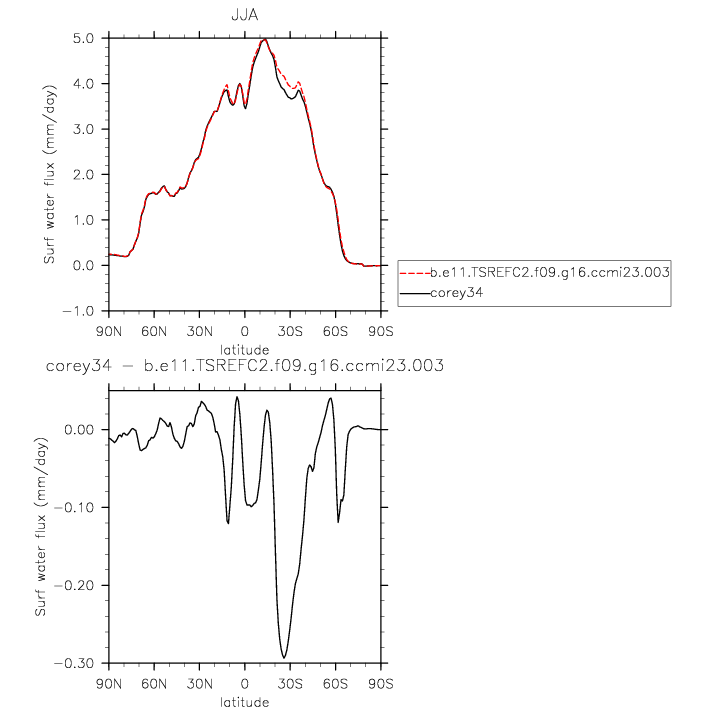 JJA
Surf water flux (mm/day)
5.0
4.0
3.0
2.0
1.0
0.0
−1.0
90N 60N 30N 0 30S 60S 90S
latitude
b.e11.TSREFC2.f09.g16.ccmi23.003
corey34
corey34 − b.e11.TSREFC2.f09.g16.ccmi23.003
Surf water flux (mm/day)
0.00
−0.10
−0.20
−0.30
90N 60N 30N 0 30S 60S 90S
latitude